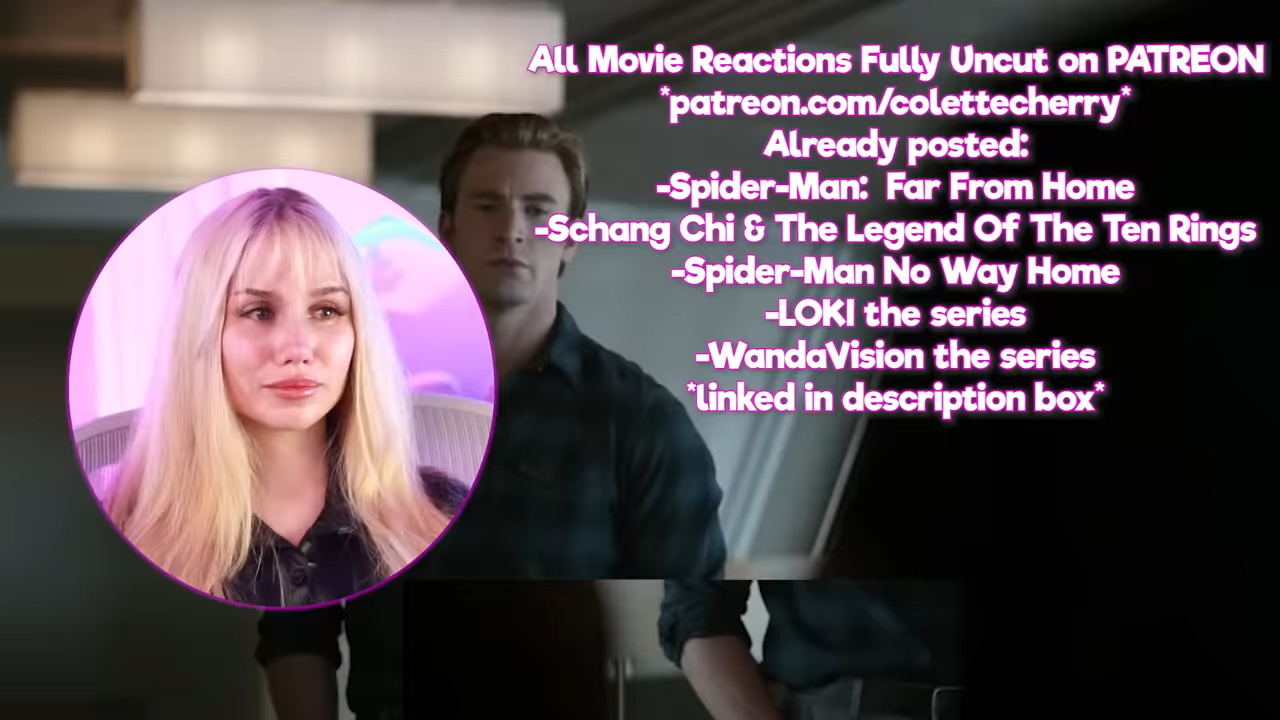 All Movie Reactions Fully Uncut on PATREON
*patreon.com/colettecherry*
Already posted:
-Spider-Man: Far From Home
-Schang Chi & The Legend Of The Ten Rings
-Spider-Man No Way Home
-LOKI the series
-WandaVision the series
*linked in description box*